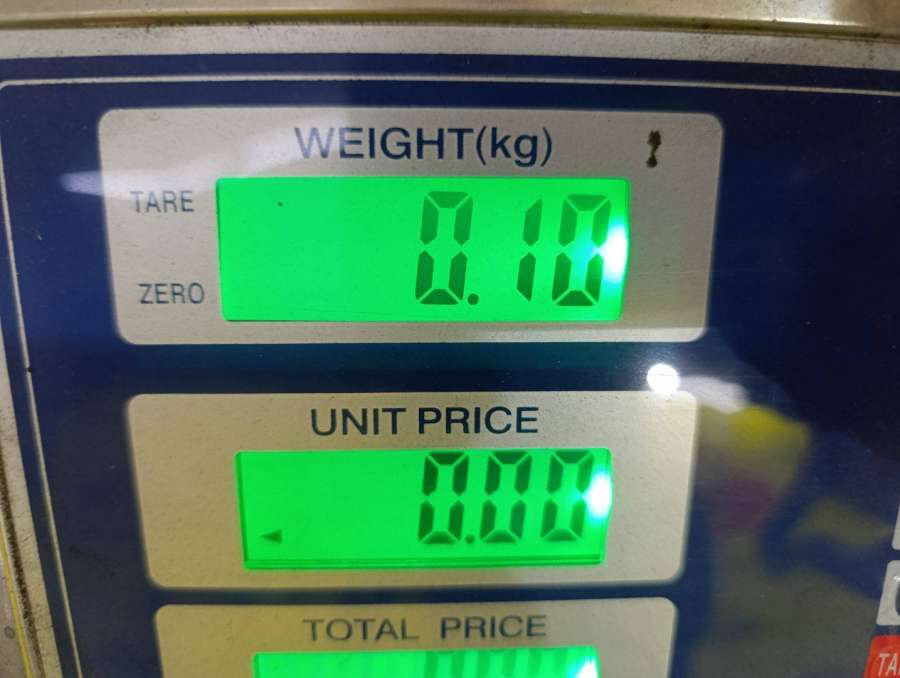 WEIGHT(kg)
TARE
0.10
ZERO
UNIT PRICE
0.00
TOTAL PRICE